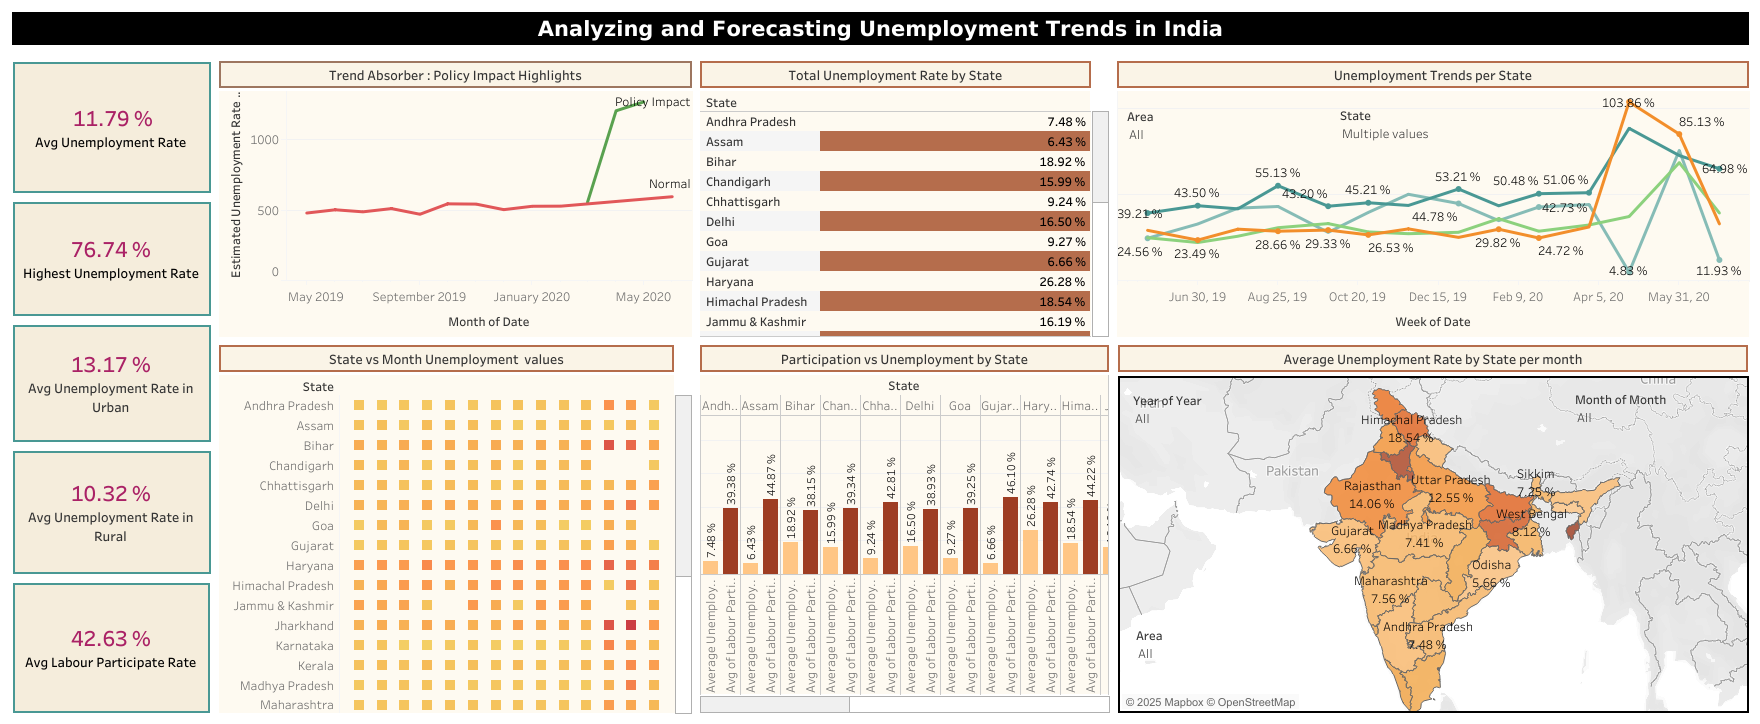 Analyzing and Forecasting Unemployment Trends in India
11.79 %
Avg Unemployment Rate
76.74 %
Highest Unemployment Rate
13.17 %
Avg Unemployment Rate in
Urban
10.32 %
Avg Unemployment Rate in
Rural
42.63 %
Avg Labour Participate Rate
Trend Absorber : Policy Impact Highlights
Estimated Unemployment Rate ..
Policy Impact
1000
Normal
500
0
May 2019 September 2019 January 2020 May 2020
Month of Date
Total Unemployment Rate by State
State
Andhra Pradesh 7.48 %
Assam 6.43 %
Bihar 18.92 %
Chandigarh 15.99 %
Chhattisgarh 9.24 %
Delhi 16.50 %
Goa 9.27 %
Gujarat 6.66 %
Haryana 26.28 %
Himachal Pradesh 18.54 %
Jammu & Kashmir 16.19 %
Unemployment Trends per State
Area
All
State
Multiple values
103.86 %
85.13 %
64.98 %
55.13 %
53.21 %
50.48 % 51.06 %
43.50 %
43.20 %
45.21 %
39.21 %
44.78 %
42.73 %
24.56 %
23.49 %
28.66 %
29.33 %
26.53 %
29.82 %
24.72 %
4.83 %
11.93 %
Jun 30, 19 Aug 25, 19 Oct 20, 19 Dec 15, 19 Feb 9, 20 Apr 5, 20 May 31, 20
Week of Date
State vs Month Unemployment values
State
Andhra Pradesh
Assam
Bihar
Chandigarh
Chhattisgarh
Delhi
Goa
Gujarat
Haryana
Himachal Pradesh
Jammu & Kashmir
Jharkhand
Karnataka
Kerala
Madhya Pradesh
Maharashtra
Participation vs Unemployment by State
State
Andh.. Assam Bihar Chan.. Chha.. Delhi Goa Gujar.. Hary.. Hima..
7.48 % 39.38 % 6.43 % 44.87 % 18.92 % 38.15 % 15.99 % 39.34 % 9.24 % 42.81 % 16.50 % 38.93 % 9.27 % 39.25 % 6.66 % 46.10 % 26.28 % 42.74 % 18.54 % 44.22 %
Average Unemploy.. Avg of Labour Parti.. Average Unemploy.. Avg of Labour Parti.. Average Unemploy.. Avg of Labour Parti.. Average Unemploy.. Avg of Labour Parti.. Average Unemploy.. Avg of Labour Parti.. Average Unemploy.. Avg of Labour Parti.. Average Unemploy.. Avg of Labour Parti.. Average Unemploy.. Avg of Labour Parti.. Average Unemploy.. Avg of Labour Parti.. Average Unemploy.. Avg of Labour Parti..
Average Unemployment Rate by State per month
Year of Year
All
Month of Month
All
China
Pakistan
Himachal Pradesh
18.54 %
Rajasthan
14.06 %
Uttar Pradesh
12.55 %
Sikkim
7.25 %
West Bengal
8.12 %
Gujarat
6.66 %
Madhya Pradesh
7.41 %
Odisha
5.66 %
Maharashtra
7.56 %
Andhra Pradesh
7.48 %
Area
All
© 2025 Mapbox © OpenStreetMap